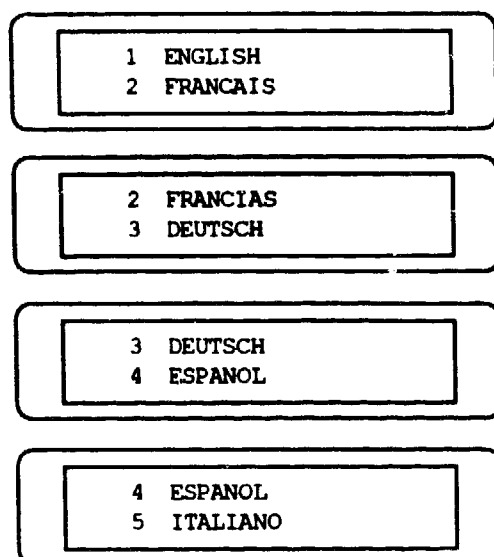 1 ENGLISH
2 FRANCAIS
2 FRANCIAS
3 DEUTSCH
3 DEUTSCH
4 ESPANOL
4 ESPANOL
5 ITALIANO